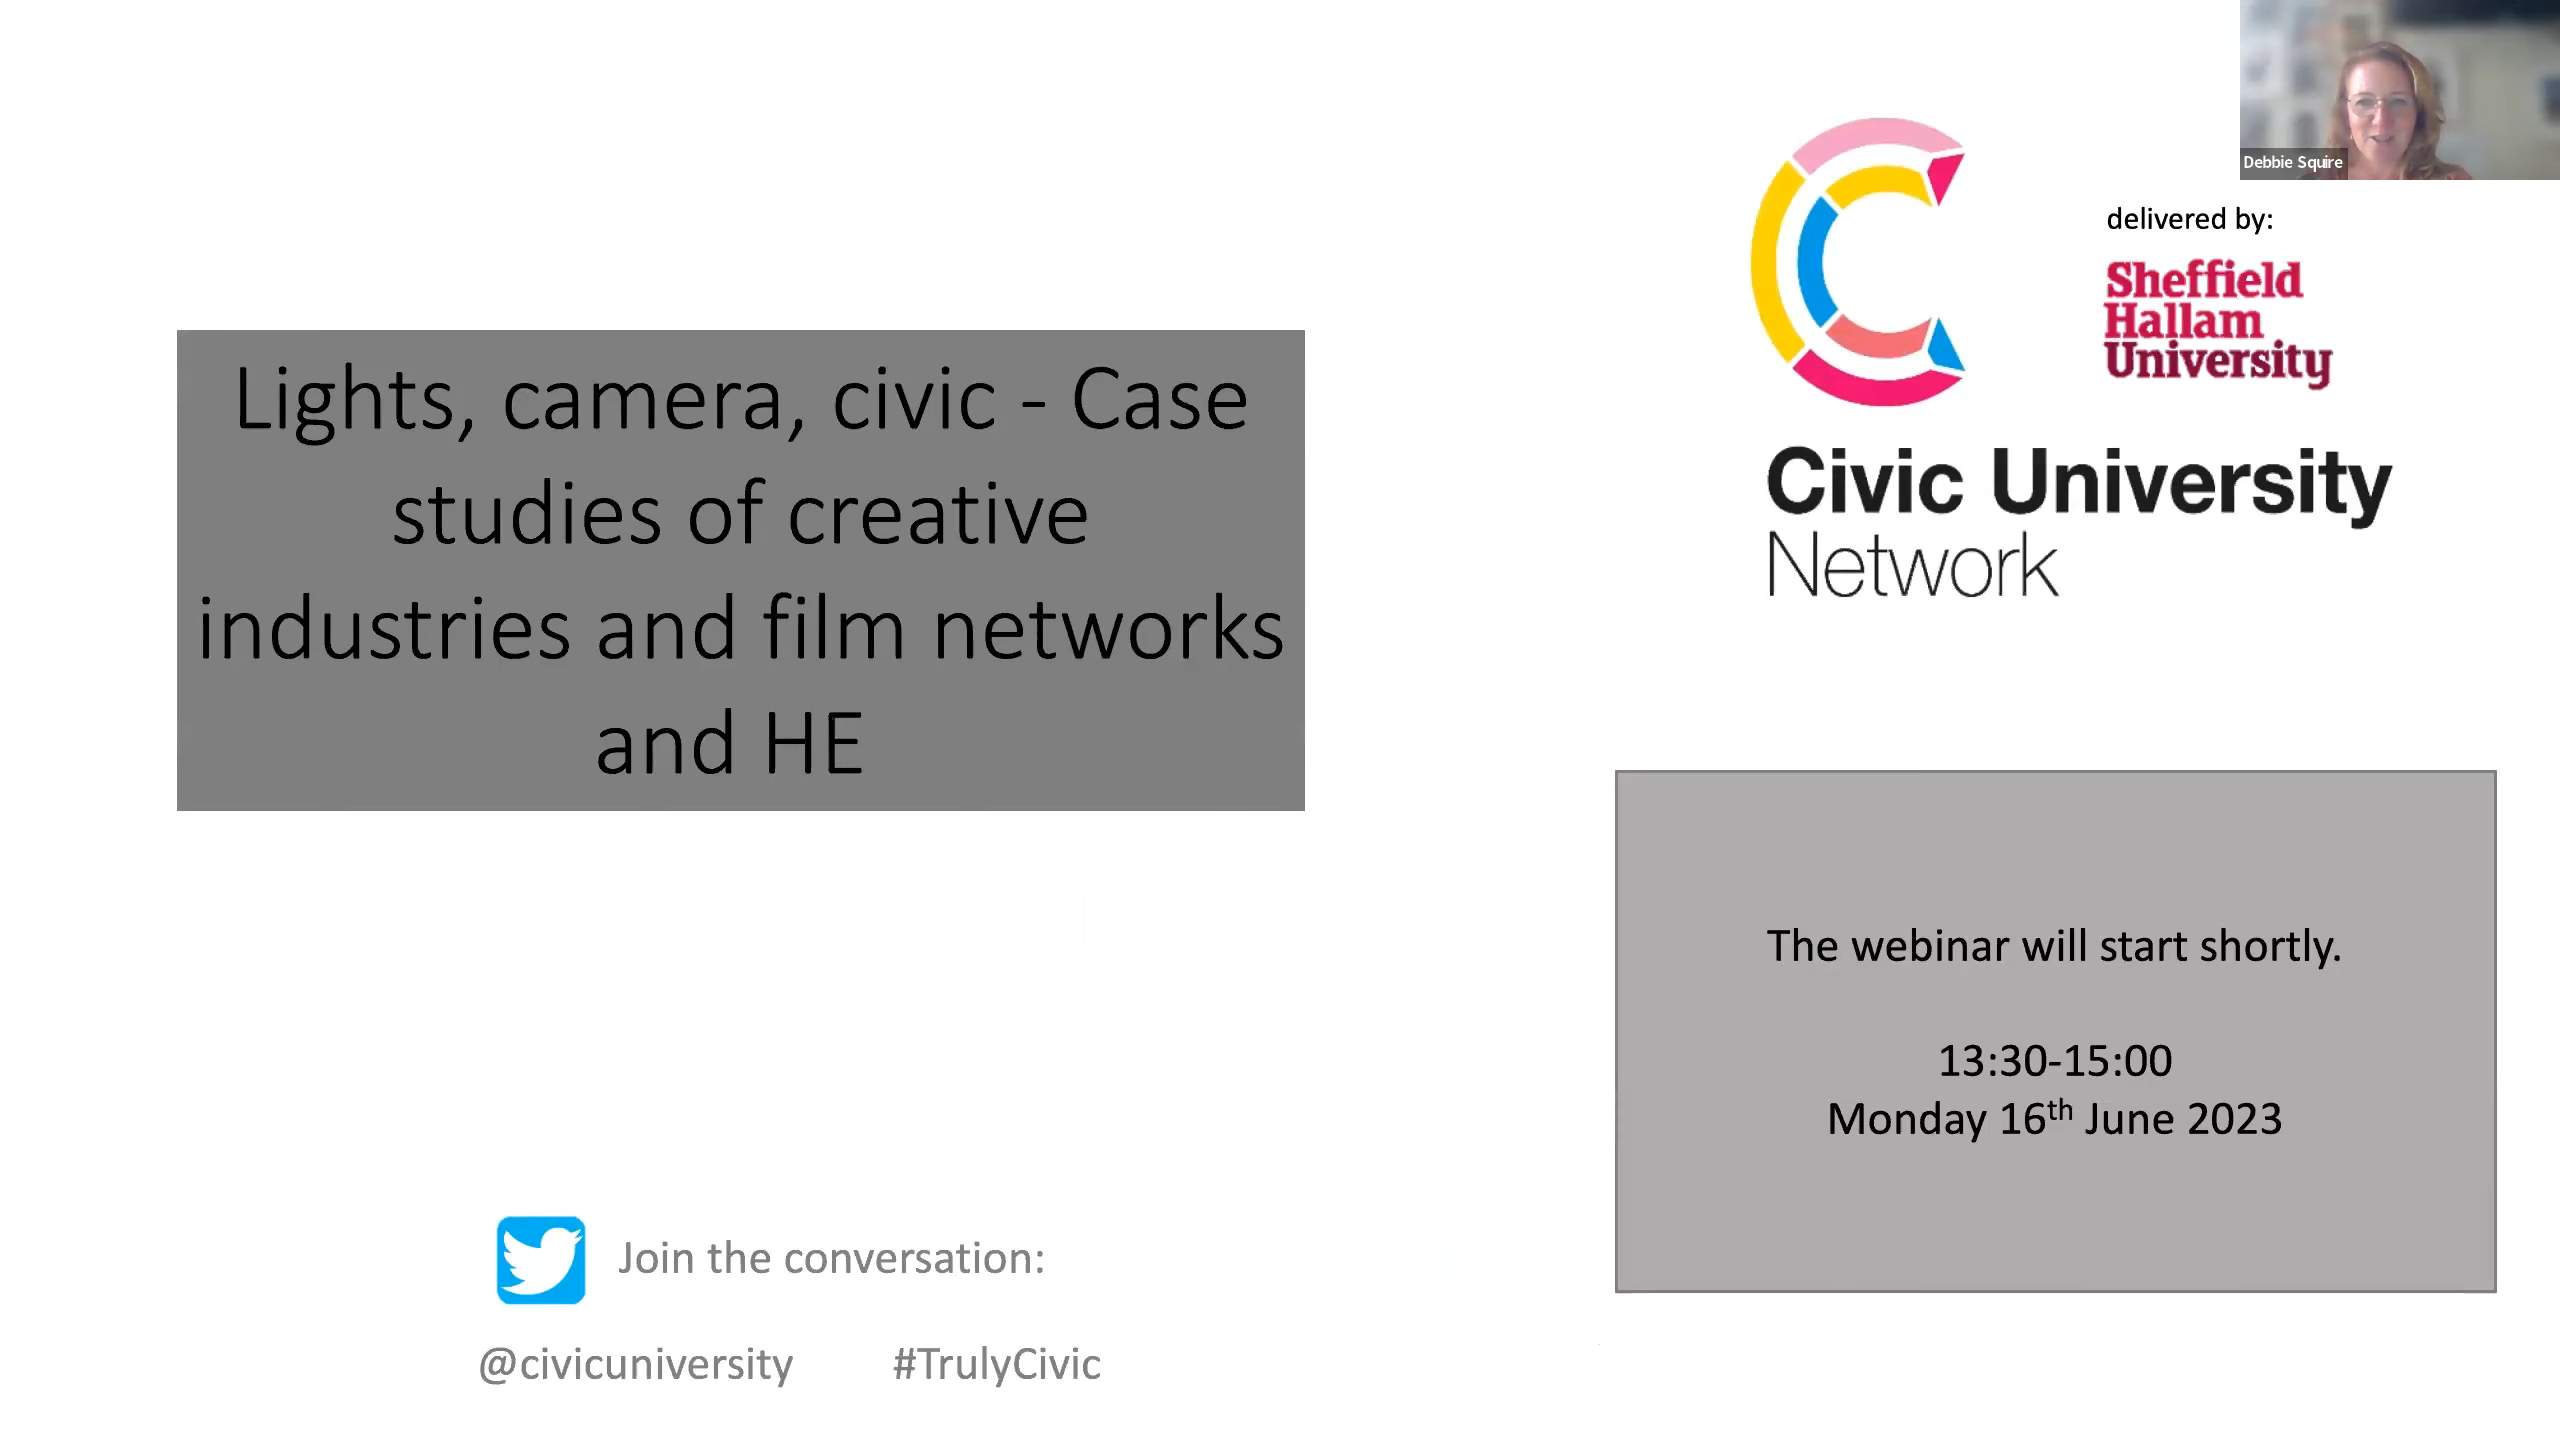 Debbie Squire
delivered by:
Sheffield
Hallam
University
Civic University
Network
Lights, camera, civic - Case
studies of creative
industries and film networks
and HE
The webinar will start shortly.
13:30-15:00
Monday 16th June 2023
Join the conversation:
@civicuniversity #TrulyCivic